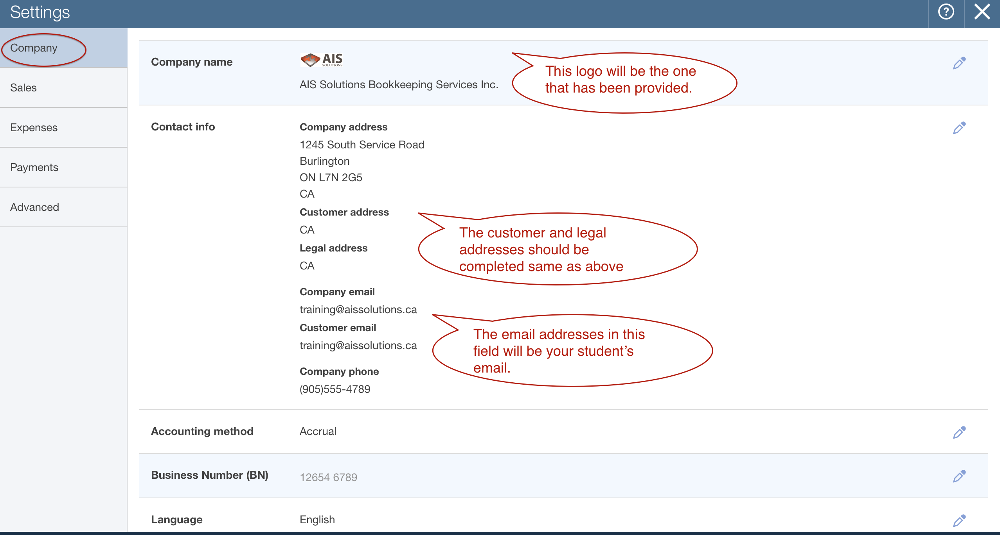 Settings
?
Company
Sales
Expenses
Payments
Advanced
Company name
AIS
SOLUTIONS
AIS Solutions Bookkeeping Services Inc.
This logo will be the one
that has been provided.
Contact info
Company address
1245 South Service Road
Burlington
ON L7N 2G5
CA
Customer address
CA
Legal address
CA
The customer and legal
addresses should be
completed same as above
Company email
training@aissolutions.ca
Customer email
training@aissolutions.ca
The email addresses in this
field will be your student’s
email.
Company phone
(905)555-4789
Accounting method
Accrual
Business Number (BN)
12654 6789
Language
English